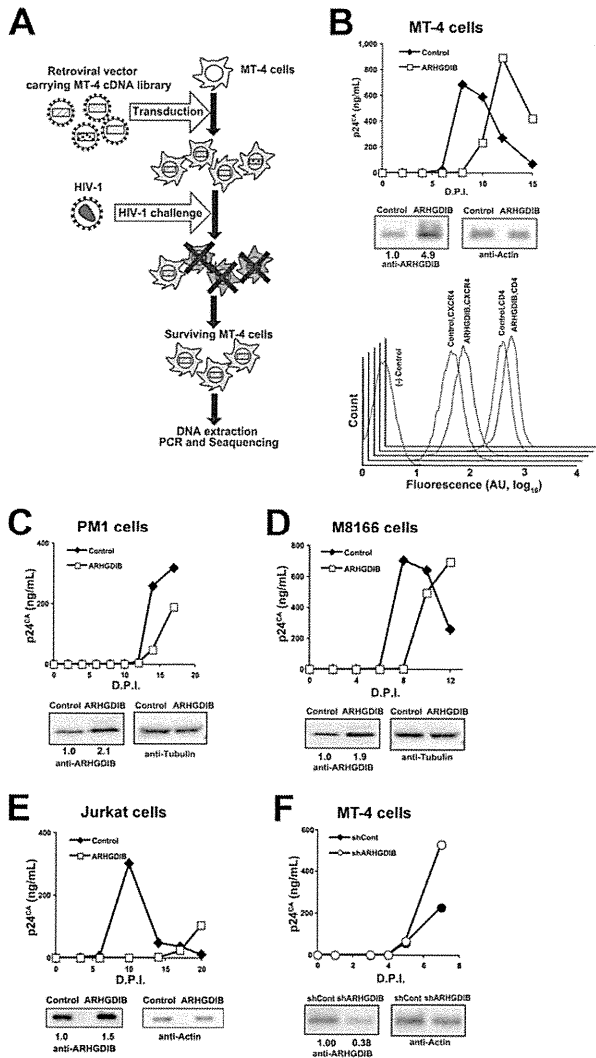 A
Retroviral vector
carrying MT-4 cDNA library
MT-4 cells
Transduction
HIV-1
HIV-1 challenge
Surviving MT-4 cells
DNA extraction
PCR and Seaquencing
B
MT-4 cells
Control
ARHGDIB
p24CA (ng/mL)
1,000
800
600
400
200
0
0 5 10 15
D.P.I.
Control ARHGDIB
1.0 4.9
anti-ARHGDIB
Control ARHGDIB
anti-Actin
(-) Control
Control,CXCR4
ARHGDIB,CXCR4
Control,CD4
ARHGDIB,CD4
Count
0 1 2 3 4
Fluorescence (AU, log10)
C
PM1 cells
Control
ARHGDIB
p24CA (ng/mL)
400
200
0
0 5 10 15 20
D.P.I.
Control ARHGDIB
1.0 2.1
anti-ARHGDIB
Control ARHGDIB
anti-Tubulin
D
M8166 cells
Control
ARHGDIB
p24CA (ng/mL)
800
600
400
200
0
0 4 8 12
D.P.I.
Control ARHGDIB
1.0 1.9
anti-ARHGDIB
Control ARHGDIB
anti-Tubulin
E
Jurkat cells
Control
ARHGDIB
p24CA (ng/mL)
400
200
0
0 5 10 15 20
D.P.I.
Control ARHGDIB
1.0 1.5
anti-ARHGDIB
Control ARHGDIB
anti-Actin
F
MT-4 cells
shCont
shARHGDIB
p24CA (ng/mL)
600
400
200
0
0 2 4 6 8
D.P.I.
shCont shARHGDIB
1.00 0.38
anti-ARHGDIB
shCont shARHGDIB
anti-Actin